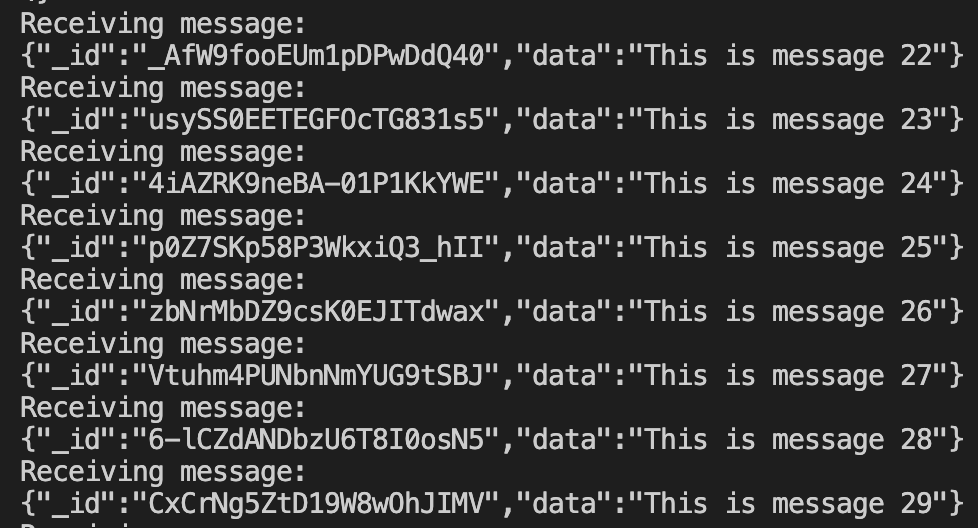 Receiving message:
{"_id":"_AfW9fooEUm1pDPwDdQ40","data":"This is message 22"}
Receiving message:
{"_id":"usySS0EETEGFOcTG831s5","data":"This is message 23"}
Receiving message:
{"_id":"4iAZRK9neBA-01P1KkYWE","data":"This is message 24"}
Receiving message:
{"_id":"p0Z7SKp58P3WkxiQ3_hII","data":"This is message 25"}
Receiving message:
{"_id":"zbNrMbDZ9csK0EJITdwax","data":"This is message 26"}
Receiving message:
{"_id":"Vtuhm4PUNbnNmYUG9tSBJ","data":"This is message 27"}
Receiving message:
{"_id":"6-lCZdANDbzU6T8I0osN5","data":"This is message 28"}
Receiving message:
{"_id":"CxCrNg5ZtD19W8wOhJIMV","data":"This is message 29"}